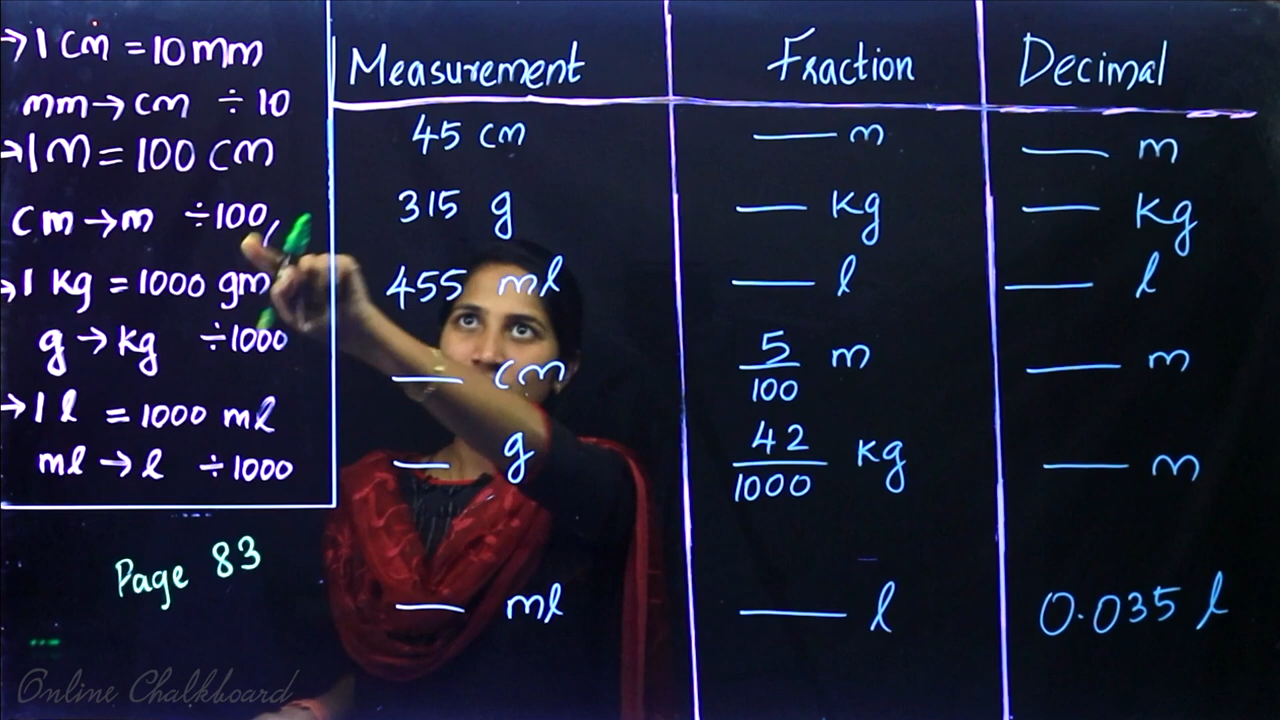 → 1 cm = 10 mm
mm → cm ÷ 10
→ 1 m = 100 cm
cm → m ÷ 100,
→ 1 kg = 1000 gm
g → kg ÷ 1000
→ 1 l = 1000 ml
ml → l ÷ 1000
Page 83
Measurement Fraction Decimal
45 cm — m — m
315 g — kg — kg
455 ml — l — l
— cm 5/100 m — m
— g 42/1000 kg — m
— ml — l 0.035 l
Online Chalkboard